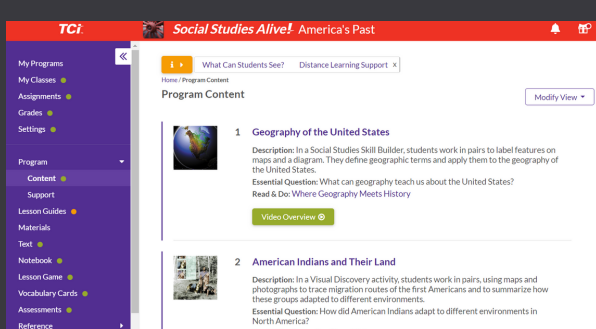 TCi
Social Studies Alive! America's Past
My Programs
My Classes
Assignments
Grades
Settings
Program
Content
Support
Lesson Guides
Materials
Text
Notebook
Lesson Game
Vocabulary Cards
Assessments
Reference
What Can Students See? Distance Learning Support x
Home / Program Content
Program Content
Modify View
1 Geography of the United States
Description: In a Social Studies Skill Builder, students work in pairs to label features on
maps and a diagram. They define geographic terms and apply them to the geography of
the United States.
Essential Question: What can geography teach us about the United States?
Read & Do: Where Geography Meets History
Video Overview
2 American Indians and Their Land
Description: In a Visual Discovery activity, students work in pairs, using maps and
photographs to trace migration routes of the first Americans and to summarize how
these groups adapted to different environments.
Essential Question: How did American Indians adapt to different environments in
North America?